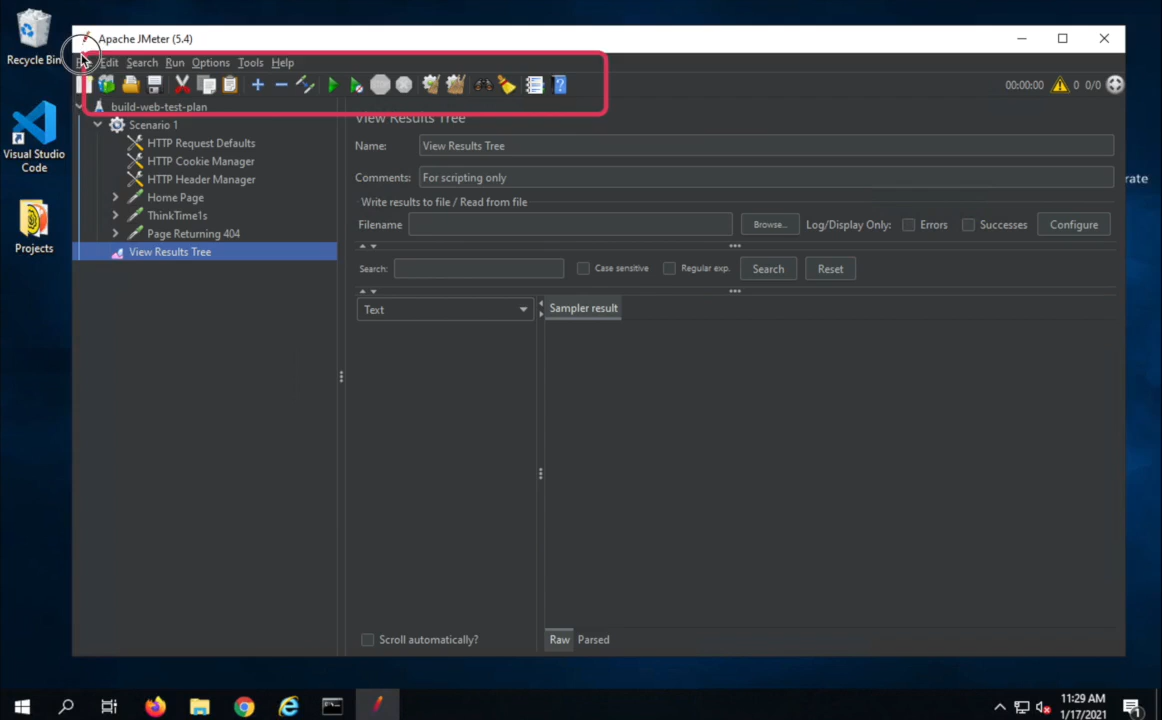 Recycle Bin
Visual Studio
Code
Projects
Apache JMeter (5.4)
Edit Search Run Options Tools Help
00:00:00 0 0/0
build-web-test-plan
Scenario 1
HTTP Request Defaults
HTTP Cookie Manager
HTTP Header Manager
Home Page
ThinkTime1s
Page Returning 404
View Results Tree
View Results Tree
Name: View Results Tree
Comments: For scripting only
Write results to file / Read from file
Filename Browse... Log/Display Only: Errors Successes Configure
Search: Case sensitive Regular exp. Search Reset
Text
Sampler result
Scroll automatically?
Raw Parsed
rate
11:29 AM
1/17/2021
1